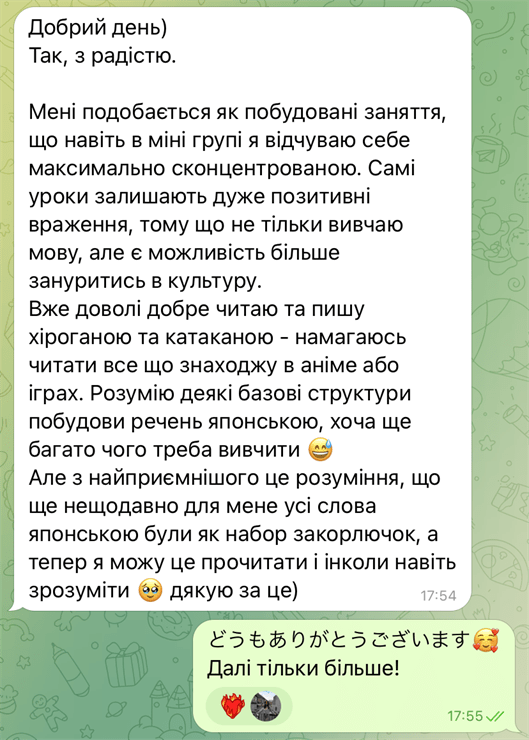 Добрий день)
Так, з радістю.
Мені подобається як побудовані заняття,
що навіть в міні групі я відчуваю себе
максимально сконцентрованою. Самі
уроки залишають дуже позитивні
враження, тому що не тільки вивчаю
мову, але є можливість більше
зануритись в культуру.
Вже доволі добре читаю та пишу
хіроганою та катаканою - намагаюсь
читати все що знаходжу в аніме або
іграх. Розумію деякі базові структури
побудови речень японською, хоча ще
багато чого треба вивчити 😅
Але з найприємнішого це розуміння, що
ще нещодавно для мене усі слова
японською були як набор закорлючок, а
тепер я можу це прочитати і інколи навіть
зрозуміти 🥹 дякую за це)
17:54
どうもありがとうございます🥰
Далі тільки більше!
17:55